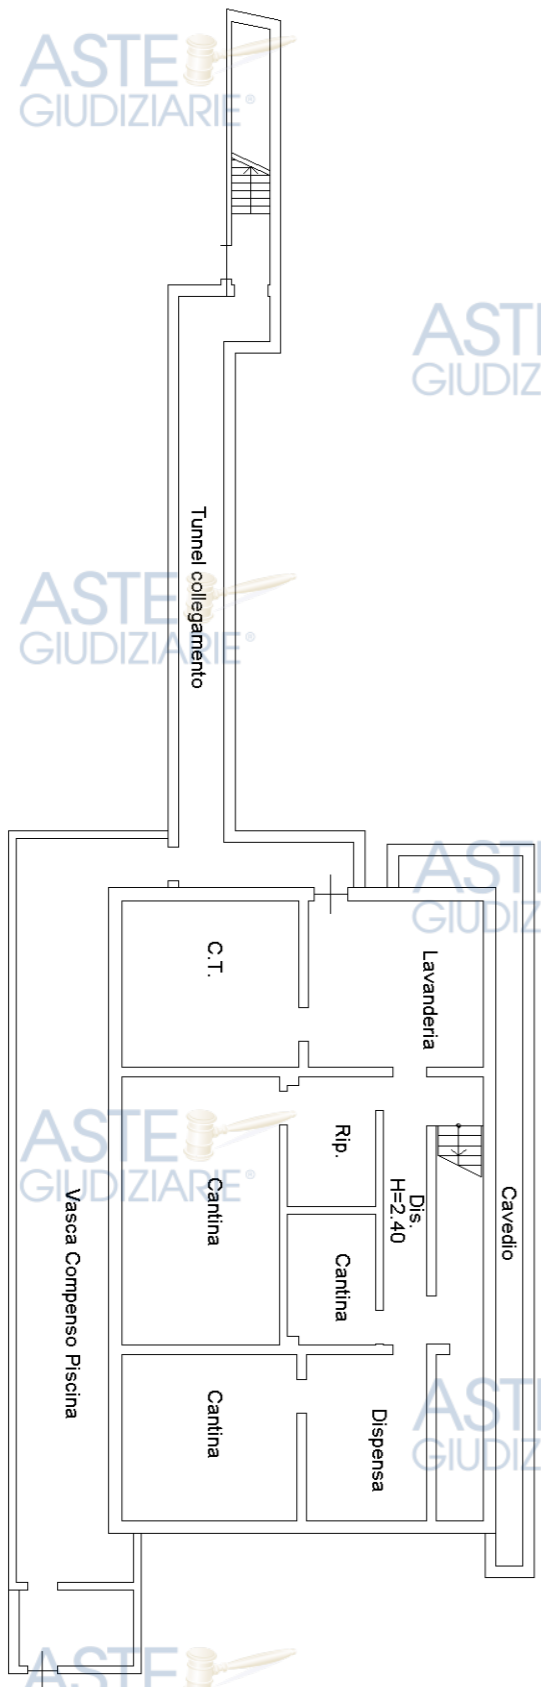 ASTE
GIUDIZIARIE®
ASTE
GIUDIZ
Tunnel collegamento
ASTE
GIUDIZIARIE®
ASTE
GIUDIZ
C.T.
Lavanderia
Rip.
Dis.
H=2.40
Cavedio
ASTE
GIUDIZIARIE®
Cantina
Cantina
Vasca Compenso Piscina
Cantina
Dispensa
ASTE
GIUDIZ
ASTE